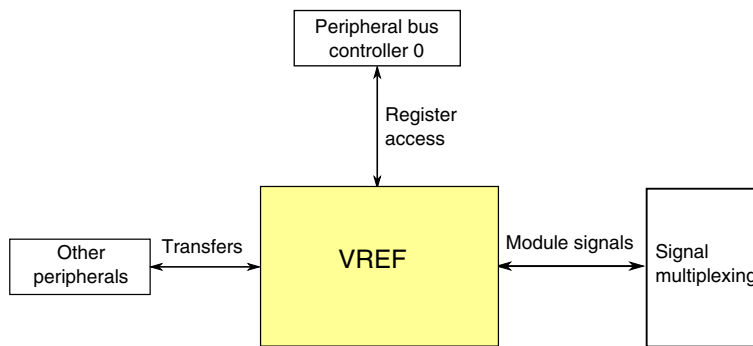 Peripheral bus
controller 0
Register
access
Other
peripherals
Transfers
VREF
Module signals
Signal
multiplexing